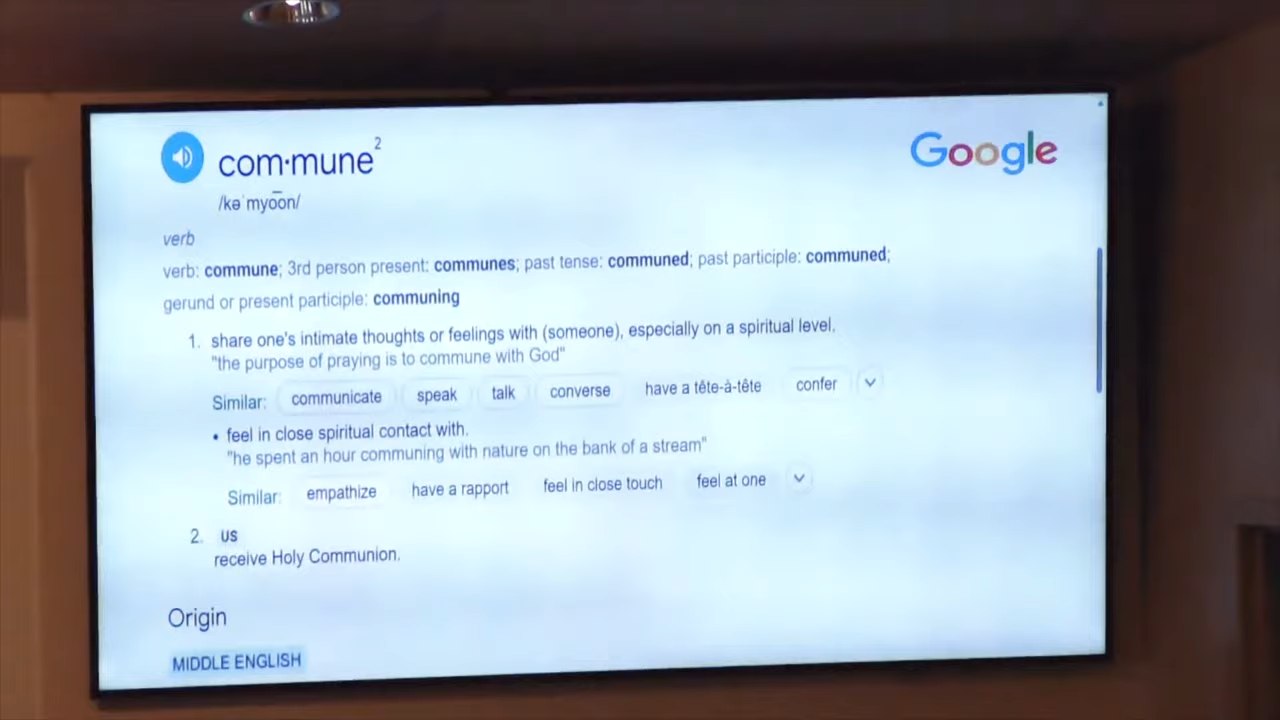 com·mune²
Google
/kəˈmyo͞on/
verb
verb: commune; 3rd person present: communes; past tense: communed; past participle: communed;
gerund or present participle: communing
1. share one's intimate thoughts or feelings with (someone), especially on a spiritual level.
"the purpose of praying is to commune with God"
Similar: communicate speak talk converse have a tête-à-tête confer
• feel in close spiritual contact with.
"he spent an hour communing with nature on the bank of a stream"
Similar: empathize have a rapport feel in close touch feel at one
2. US
receive Holy Communion.
Origin
MIDDLE ENGLISH